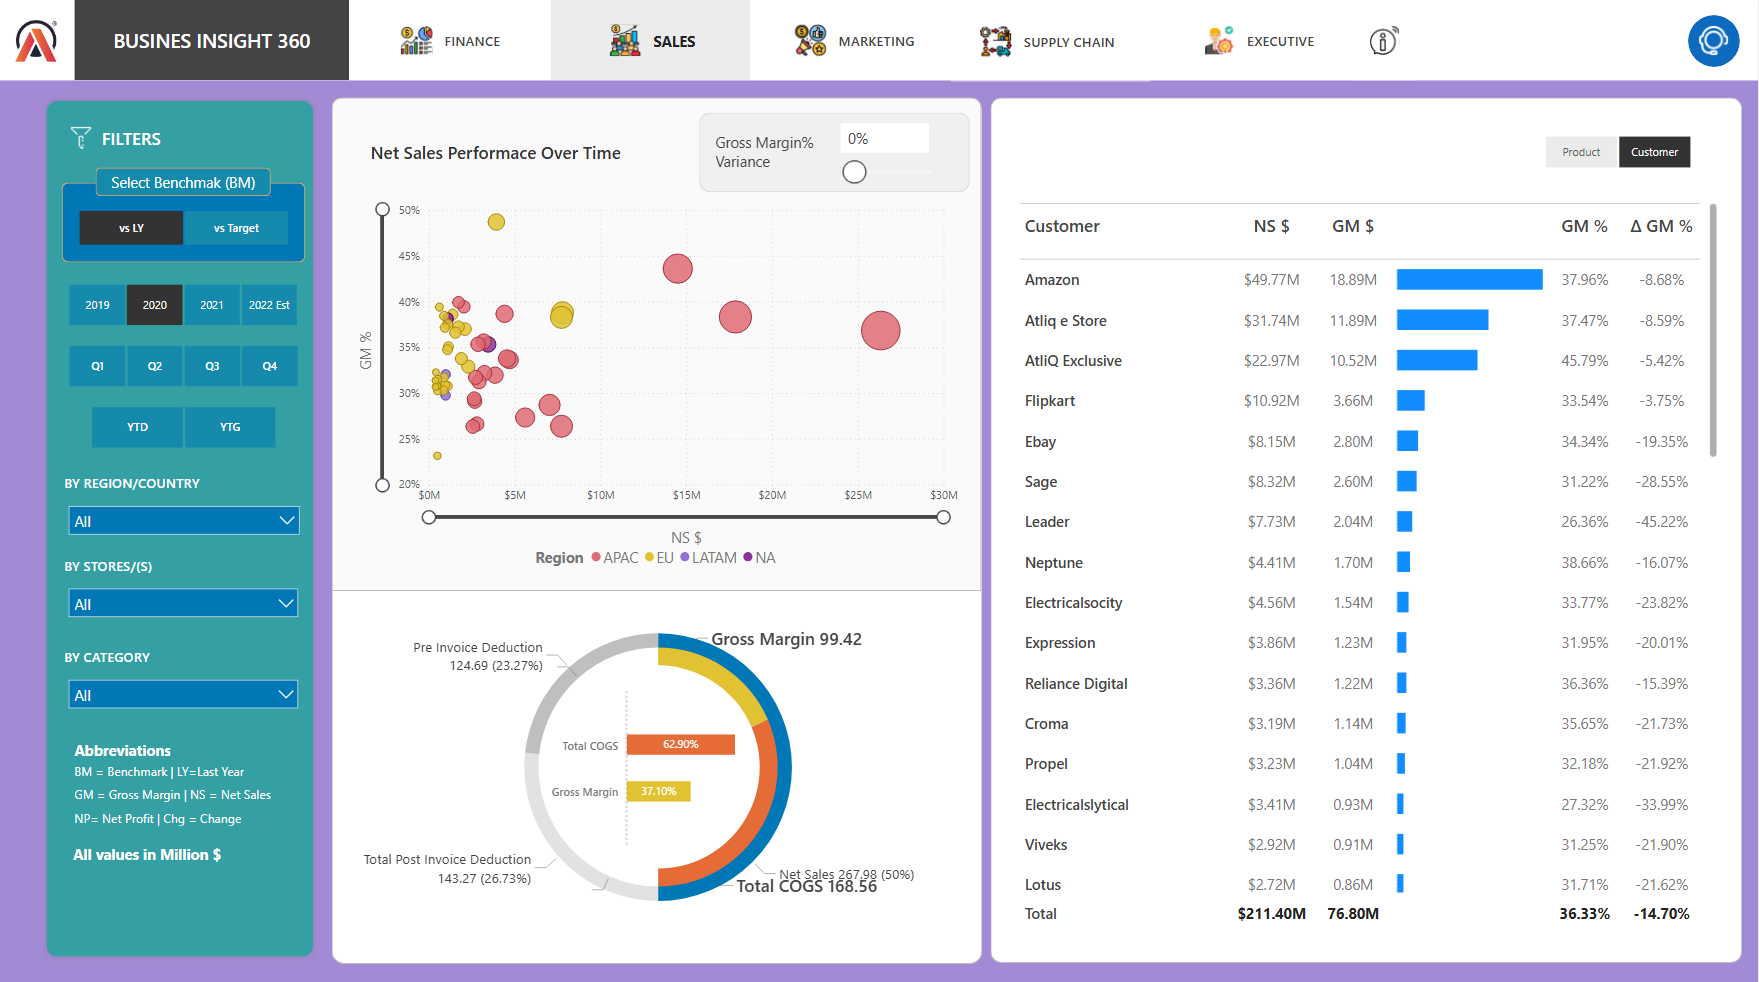 BUSINES INSIGHT 360
FINANCE
SALES
MARKETING
SUPPLY CHAIN
EXECUTIVE
FILTERS
Select Benchmak (BM)
vs LY
vs Target
2019
2020
2021
2022 Est
Q1
Q2
Q3
Q4
YTD
YTG
BY REGION/COUNTRY
All
BY STORES/(S)
All
BY CATEGORY
All
Abbreviations
BM = Benchmark | LY=Last Year
GM = Gross Margin | NS = Net Sales
NP= Net Profit | Chg = Change
All values in Million $
Net Sales Performace Over Time
Gross Margin%
Variance
0%
50%
45%
40%
35%
30%
25%
20%
GM %
$0M
$5M
$10M
$15M
$20M
$25M
$30M
NS $
Region APAC EU LATAM NA
Gross Margin 99.42
Pre Invoice Deduction
124.69 (23.27%)
Total COGS 62.90%
Gross Margin 37.10%
Total Post Invoice Deduction
143.27 (26.73%)
Net Sales 267.98 (50%)
Total COGS 168.56
Product
Customer
Customer NS $ GM $ GM % Δ GM %
Amazon $49.77M 18.89M 37.96% -8.68%
Atliq e Store $31.74M 11.89M 37.47% -8.59%
AtliQ Exclusive $22.97M 10.52M 45.79% -5.42%
Flipkart $10.92M 3.66M 33.54% -3.75%
Ebay $8.15M 2.80M 34.34% -19.35%
Sage $8.32M 2.60M 31.22% -28.55%
Leader $7.73M 2.04M 26.36% -45.22%
Neptune $4.41M 1.70M 38.66% -16.07%
Electricalsocity $4.56M 1.54M 33.77% -23.82%
Expression $3.86M 1.23M 31.95% -20.01%
Reliance Digital $3.36M 1.22M 36.36% -15.39%
Croma $3.19M 1.14M 35.65% -21.73%
Propel $3.23M 1.04M 32.18% -21.92%
Electricalslytical $3.41M 0.93M 27.32% -33.99%
Viveks $2.92M 0.91M 31.25% -21.90%
Lotus $2.72M 0.86M 31.71% -21.62%
Total $211.40M 76.80M 36.33% -14.70%